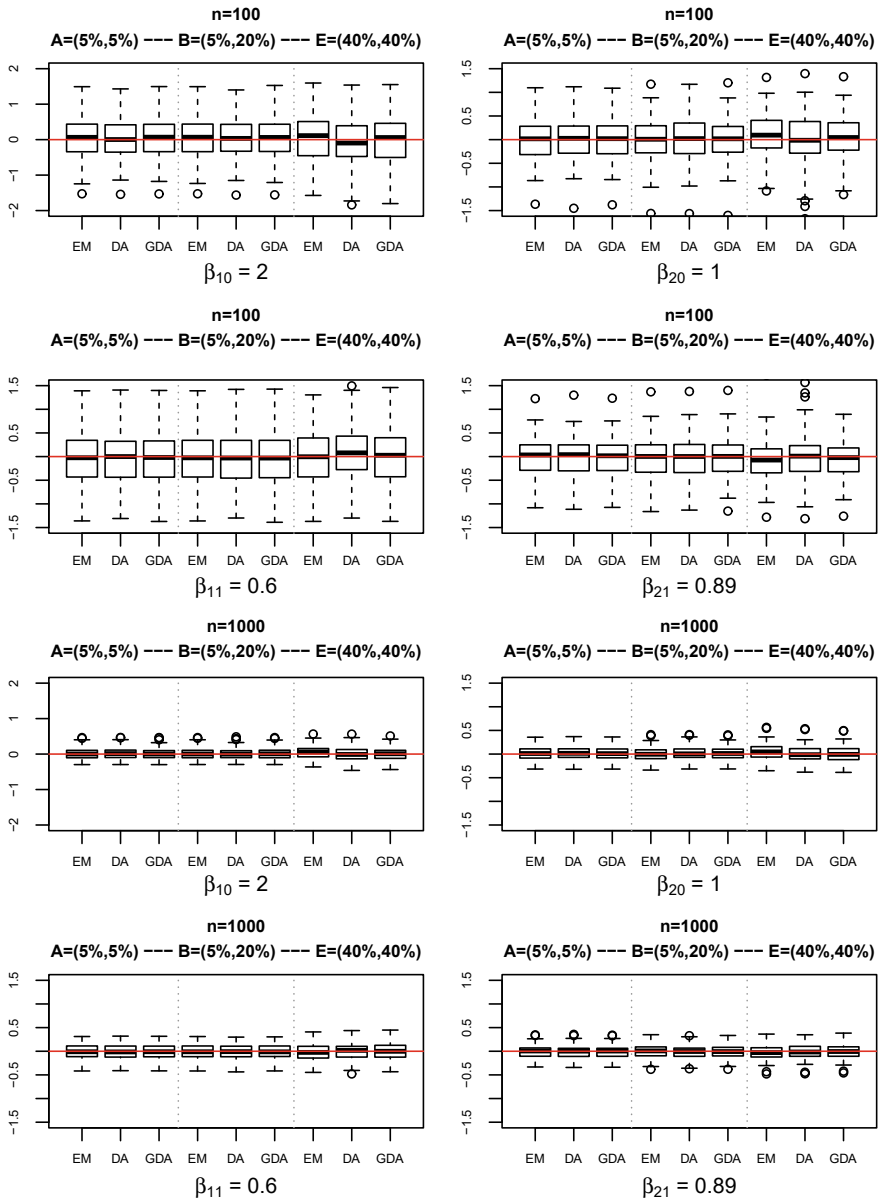 n=100
A=(5%,5%) −−− B=(5%,20%) −−− E=(40%,40%)
2
1
0
−1
−2
EM DA GDA EM DA GDA EM DA GDA
β10 = 2
n=100
A=(5%,5%) −−− B=(5%,20%) −−− E=(40%,40%)
1.5
0.5
−0.5
−1.5
EM DA GDA EM DA GDA EM DA GDA
β20 = 1
n=100
A=(5%,5%) −−− B=(5%,20%) −−− E=(40%,40%)
1.5
0.5
−0.5
−1.5
EM DA GDA EM DA GDA EM DA GDA
β11 = 0.6
n=100
A=(5%,5%) −−− B=(5%,20%) −−− E=(40%,40%)
1.5
0.5
−0.5
−1.5
EM DA GDA EM DA GDA EM DA GDA
β21 = 0.89
n=1000
A=(5%,5%) −−− B=(5%,20%) −−− E=(40%,40%)
2
1
0
−1
−2
EM DA GDA EM DA GDA EM DA GDA
β10 = 2
n=1000
A=(5%,5%) −−− B=(5%,20%) −−− E=(40%,40%)
1.5
0.5
−0.5
−1.5
EM DA GDA EM DA GDA EM DA GDA
β20 = 1
n=1000
A=(5%,5%) −−− B=(5%,20%) −−− E=(40%,40%)
1.5
0.5
−0.5
−1.5
EM DA GDA EM DA GDA EM DA GDA
β11 = 0.6
n=1000
A=(5%,5%) −−− B=(5%,20%) −−− E=(40%,40%)
1.5
0.5
−0.5
−1.5
EM DA GDA EM DA GDA EM DA GDA
β21 = 0.89